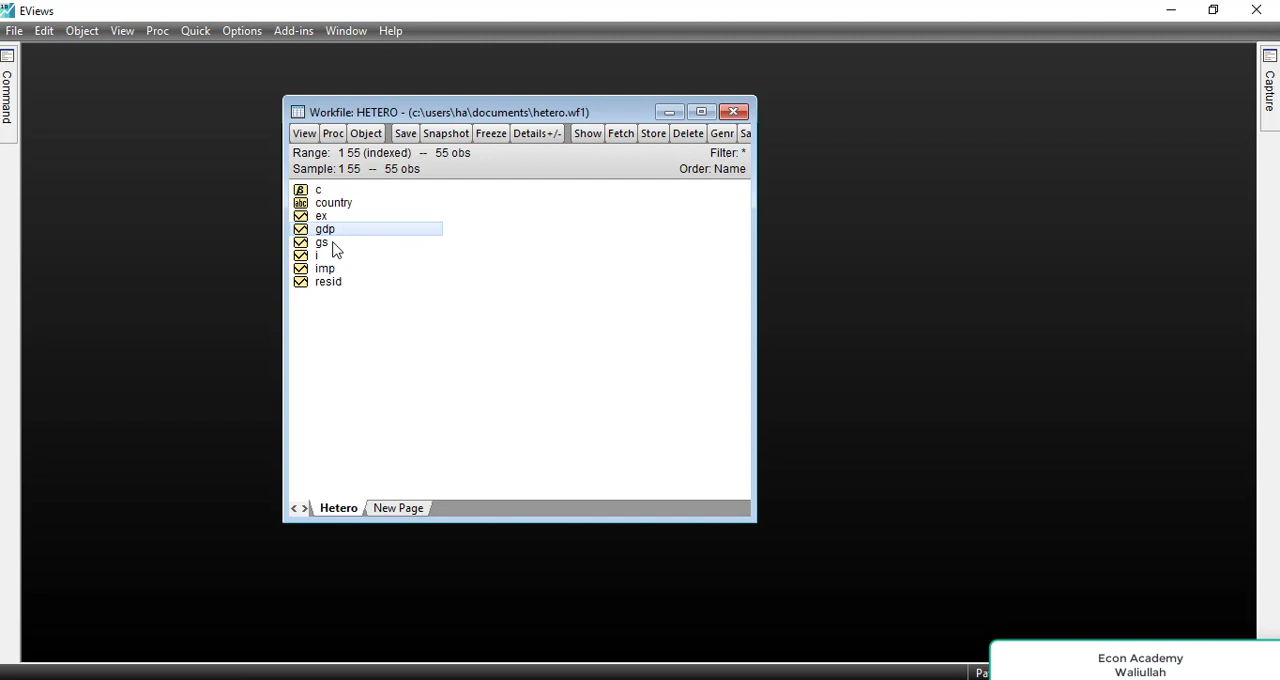 EViews
File Edit Object View Proc Quick Options Add-ins Window Help
Command
Capture
Workfile: HETERO - (c:\users\ha\documents\hetero.wf1)
View Proc Object Save Snapshot Freeze Details+/- Show Fetch Store Delete Genr Sa
Range: 1 55 (indexed) -- 55 obs Filter: *
Sample: 1 55 -- 55 obs Order: Name
c
country
ex
gdp
gs
i
imp
resid
< > Hetero New Page
Pa
Econ Academy
Waliullah